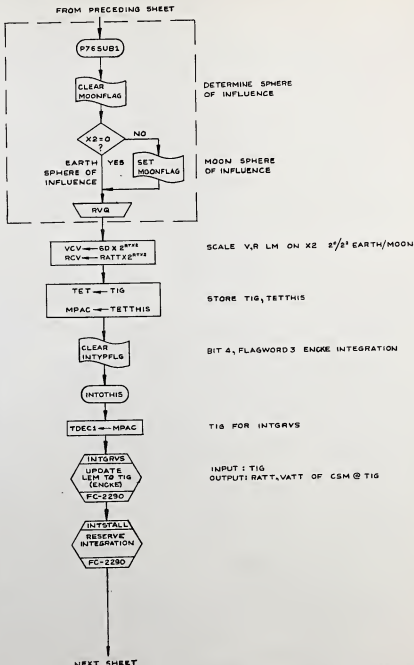 FROM PRECEDING SHEET
P76SUB1
CLEAR
MOONFLAG
DETERMINE SPHERE
OF INFLUENCE
X2=0
?
NO
YES
EARTH
SPHERE OF
INFLUENCE
SET
MOONFLAG
MOON SPHERE
OF INFLUENCE
RVQ
VCV ← 6D X 2
RCV ← RATT X 2
SCALE V,R LM ON X2 EARTH/MOON
TET ← TIG
MPAC ← TETTHIS
STORE TIG, TETTHIS
CLEAR
INTYPFLG
BIT 4, FLAGWORD 3 ENCKE INTEGRATION
INTOTHIS
TDEC1 ← MPAC
TIG FOR INTGRVS
INTGRVS
UPDATE
LEM TO TIG
(ENCKE)
FC-2290
INPUT: TIG
OUTPUT: RATT, VATT OF CSM @ TIG
INTSTALL
RESERVE
INTEGRATION
FC-2290
NEXT SHEET